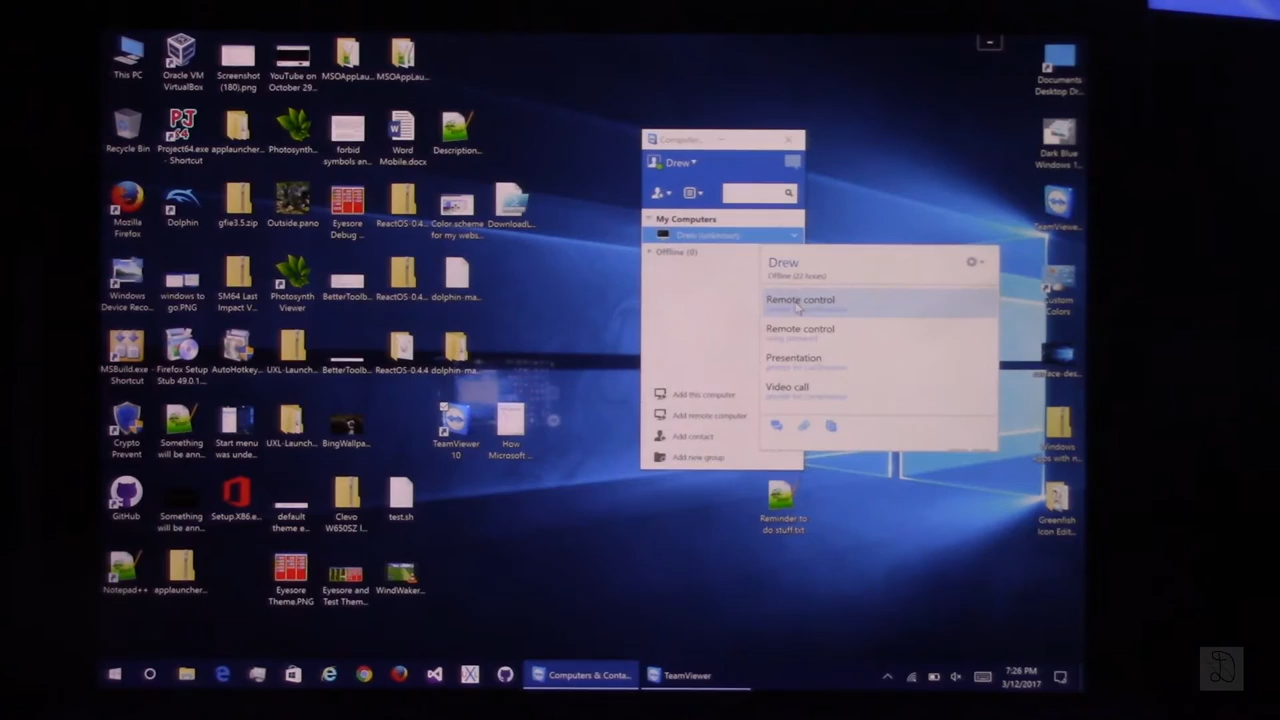 This PC
Oracle VM
VirtualBox
Screenshot
(180).png
YouTube on
October 29...
MSOAppLau...
MSOAppLau...
Documents
Desktop Dr...
Recycle Bin
Project64.exe
- Shortcut
applauncher...
Photosynth...
forbid
symbols an...
Word
Mobile.docx
Description...
Computer...
Drew
Dark Blue
Windows 1...
Mozilla
Firefox
Dolphin
gfie3.5.zip
Outside.pano
Eyesore
Debug ...
ReactOS-0.4...
Color scheme
for my webs...
DownloadI...
My Computers
Drew (unknown)
Offline (0)
TeamViewe...
Windows
Device Reco...
windows to
go.PNG
SM64 Last
Impact V...
Photosynth
Viewer
BetterToolb...
ReactOS-0.4...
dolphin-ma...
Drew
Offline (22 hours)
Remote control
Remote control
using password
Presentation
Video call
Custom
Colors
MSBuild.exe
- Shortcut
Firefox Setup
Stub 49.0.1...
AutoHotkey...
UXL-Launch...
BetterToolb...
ReactOS-0.4.4
dolphin-ma...
Add this computer
Add remote computer
Add contact
Add new group
Crypto
Prevent
Something
will be ann...
Start menu
was unde...
UXL-Launch...
BingWallpa...
TeamViewer
10
How
Microsoft ...
Windows
Apps with n...
GitHub
Something
will be ann...
Setup.X86.e...
default
theme e...
Clevo
W650SZ I...
test.sh
Reminder to
do stuff.txt
Greenfish
Icon Edit...
Notepad++
applauncher...
Eyesore
Theme.PNG
Eyesore and
Test Them...
WindWaker...
Computers & Conta...
TeamViewer
7:26 PM
3/12/2017
D